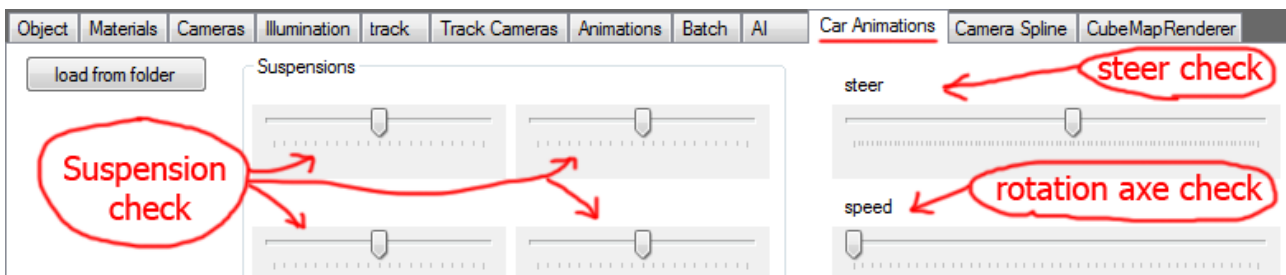 Object Materials Cameras Illumination track Track Cameras Animations Batch AI Car Animations Camera Spline CubeMapRenderer
load from folder
Suspensions
steer
steer check
Suspension
check
rotation axe check
speed